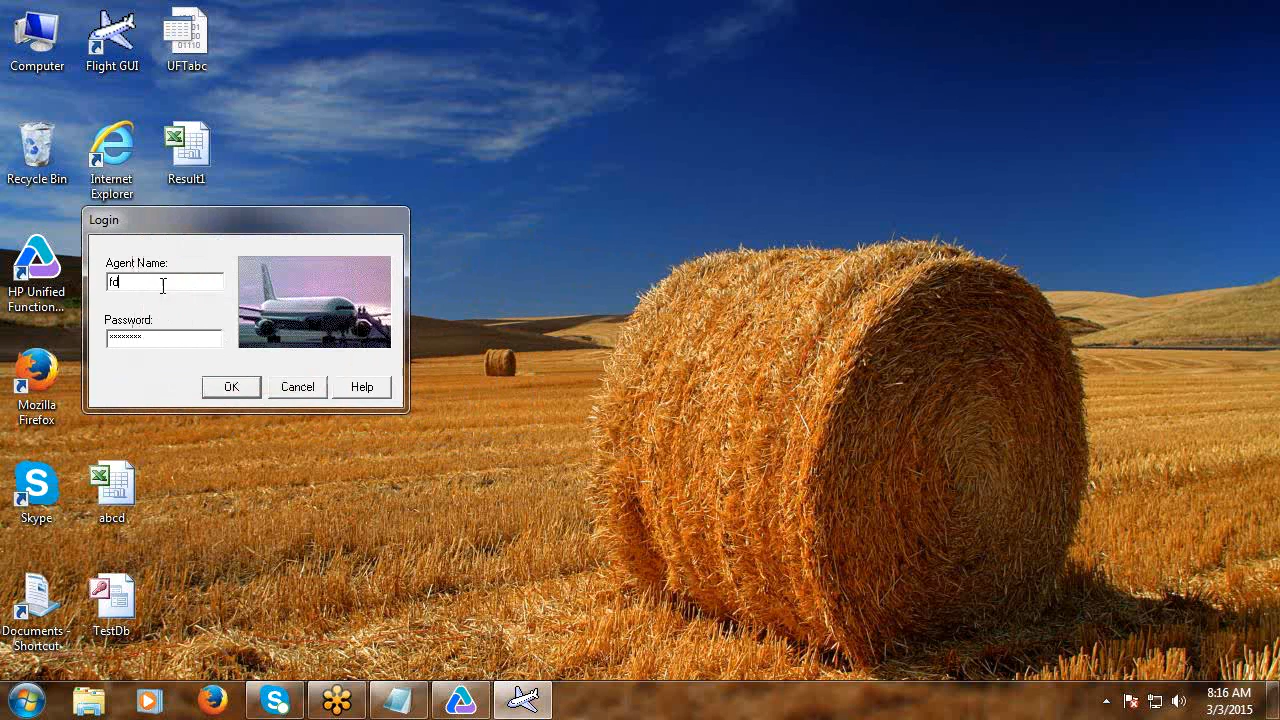 Computer
Flight GUI
UFTabc
Recycle Bin
Internet
Explorer
Result1
Login
Agent Name:
fd
Password:
********
OK
Cancel
Help
HP Unified
Function...
Mozilla
Firefox
Skype
abcd
Documents -
Shortcut
TestDb
8:16 AM
3/3/2015